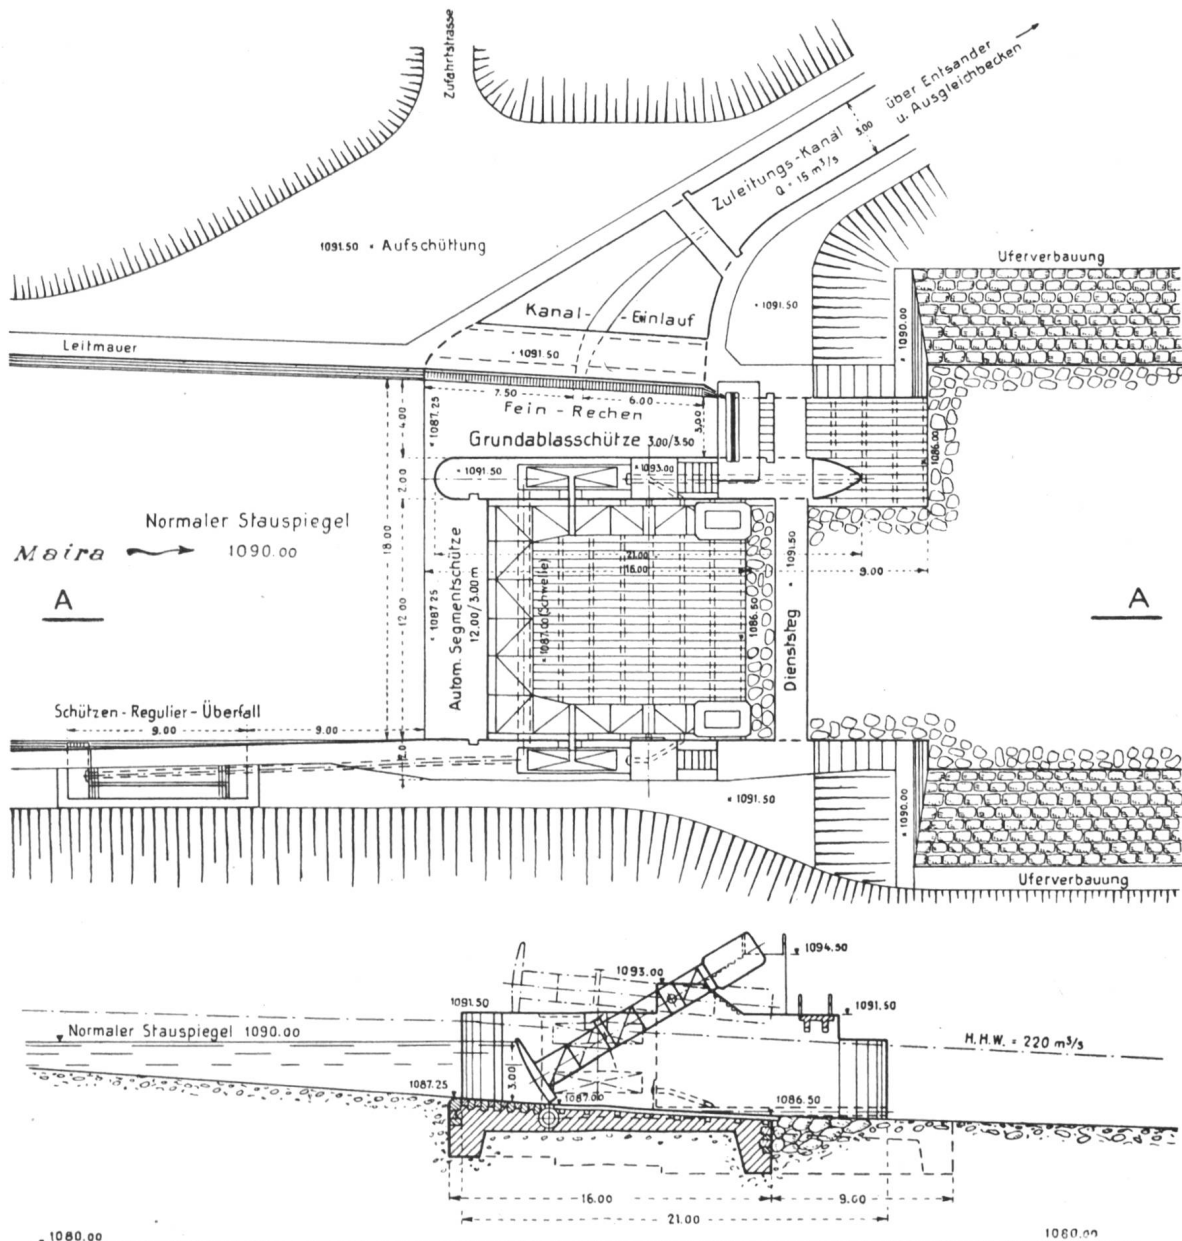 Zufahrtstrasse
über Entsander
u. Ausgleichbecken
3.00
Zuleitungs-Kanal
Q = 15 m³/s
1091.50 × Aufschüttung
Uferverbauung
× 1091.50
× 1090.00
Kanal- -Einlauf
Leitmauer
× 1091.50
7.50
6.00
Fein - Rechen
3.00
4.00
× 1087.25
Grundablasschütze 3.00/3.50
× 1086.00
× 1091.50
× 1093.00
2.00
Normaler Stauspiegel
1090.00
Maira
18.00
21.00
16.00
9.00
× 1091.50
A
A
12.00
× 1087.25
Autom. Segmentschütze
12.00/3.00 m
× 1087.00 (Schwelle)
× 1086.50
Dienststeg
Schützen-Regulier-Überfall
9.00
9.00
× 1091.50
× 1090.00
Uferverbauung
1094.50
1093.00
1091.50
1091.50
Normaler Stauspiegel 1090.00
H.H.W. = 220 m³/s
3.00
1087.25
1087.00
1086.50
16.00
9.00
21.00
1080.00
1080.00